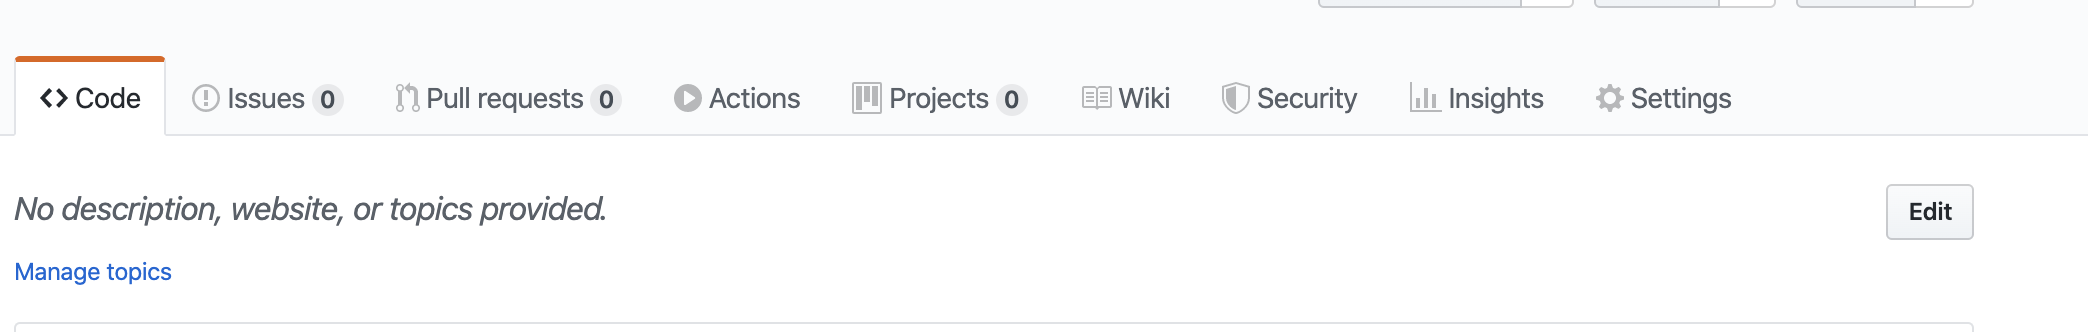 Code Issues 0 Pull requests 0 Actions Projects 0 Wiki Security Insights Settings
No description, website, or topics provided. Edit
Manage topics